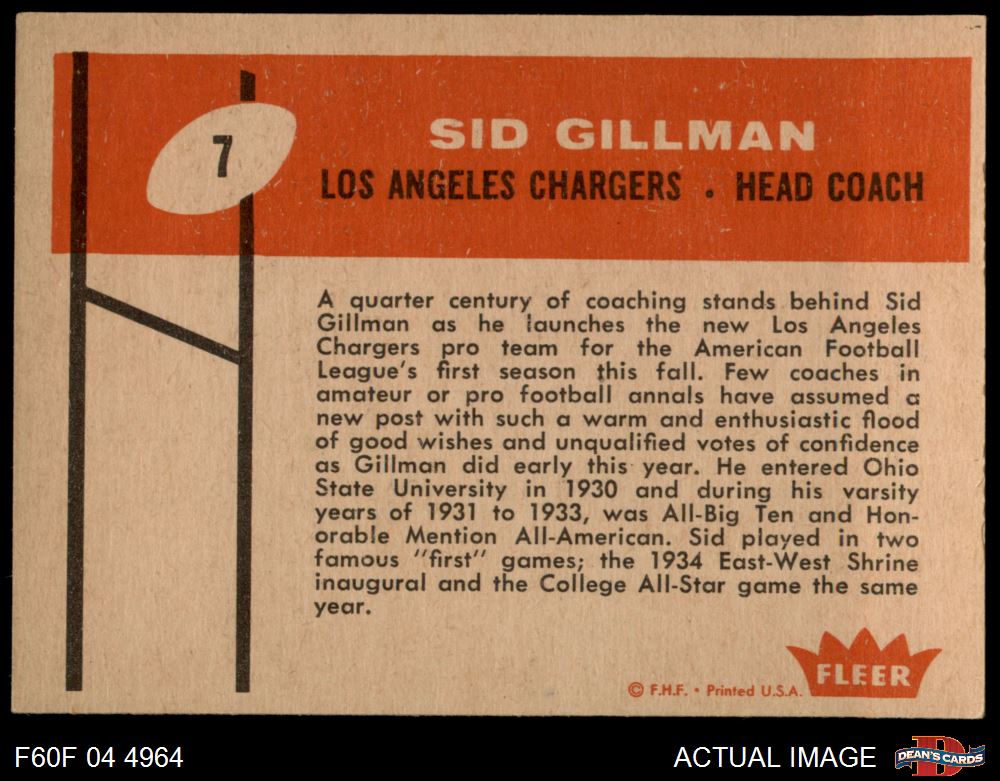 7
SID GILLMAN
LOS ANGELES CHARGERS • HEAD COACH
A quarter century of coaching stands behind Sid
Gillman as he launches the new Los Angeles
Chargers pro team for the American Football
League's first season this fall. Few coaches in
amateur or pro football annals have assumed a
new post with such a warm and enthusiastic flood
of good wishes and unqualified votes of confidence
as Gillman did early this year. He entered Ohio
State University in 1930 and during his varsity
years of 1931 to 1933, was All-Big Ten and Hon-
orable Mention All-American. Sid played in two
famous "first" games; the 1934 East-West Shrine
inaugural and the College All-Star game the same
year.
FLEER
© F.H.F. • Printed U.S.A.
F60F 04 4964
ACTUAL IMAGE
D
DEAN'S CARDS